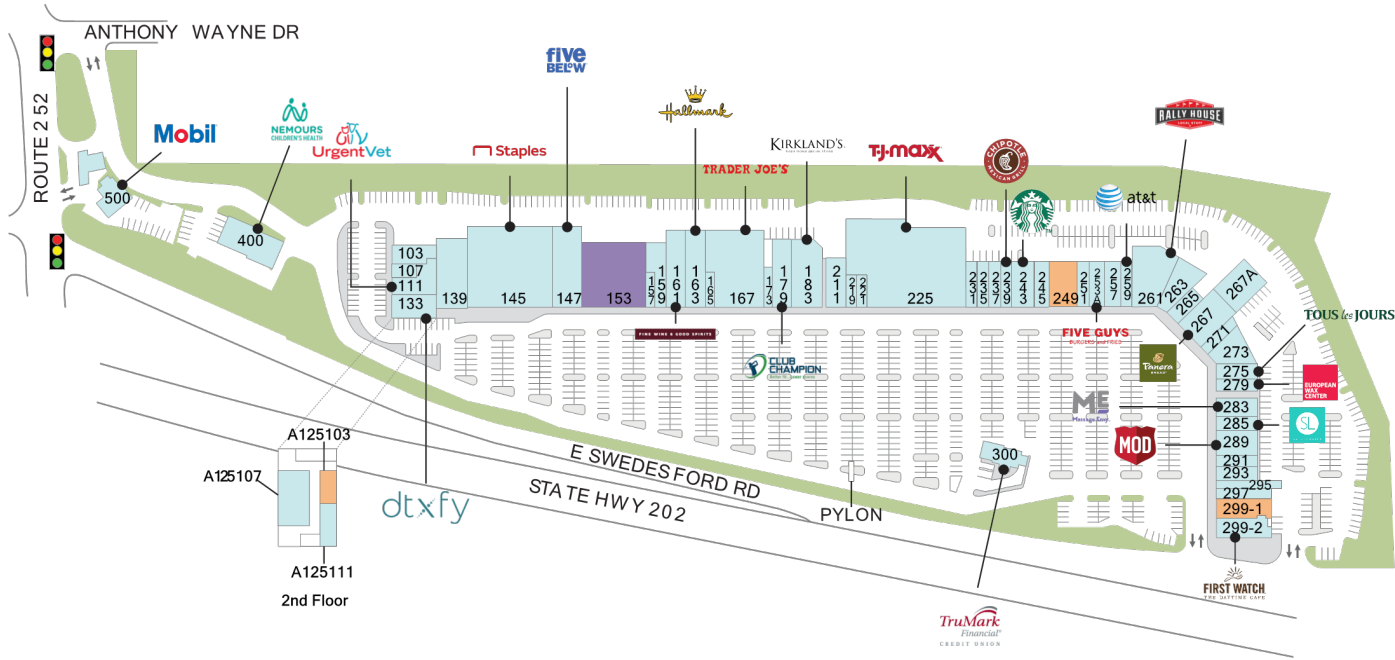 ANTHONY WAYNE DR
ROUTE 252
Mobil
NEMOURS
CHILDREN'S HEALTH
UrgentVet
Staples
five
BELOW
Hallmark
TRADER JOE'S
KIRKLAND'S
T·J·maxx
CHIPOTLE
MEXICAN GRILL
at&t
RALLY HOUSE
500
400
103
107
111
133
139
145
147
153
157
159
161
163
165
167
173
179
183
211
219
221
225
231
235
237
239
243
245
249
251
253A
257
259
261
263
265
267
267A
271
273
275
279
283
285
289
291
293
295
297
299-1
299-2
300
FINE WINE & GOOD SPIRITS
CLUB
CHAMPION
FIVE GUYS
BURGERS and FRIES
Panera
BREAD
TOUS les JOURS
EUROPEAN
WAX
CENTER
SL
ME
Massage Envy
MOD
FIRST WATCH
THE DAYTIME CAFE
TruMark
Financial
CREDIT UNION
PYLON
E SWEDESFORD RD
STATE HWY 202
dtxfy
A125103
A125107
A125111
2nd Floor